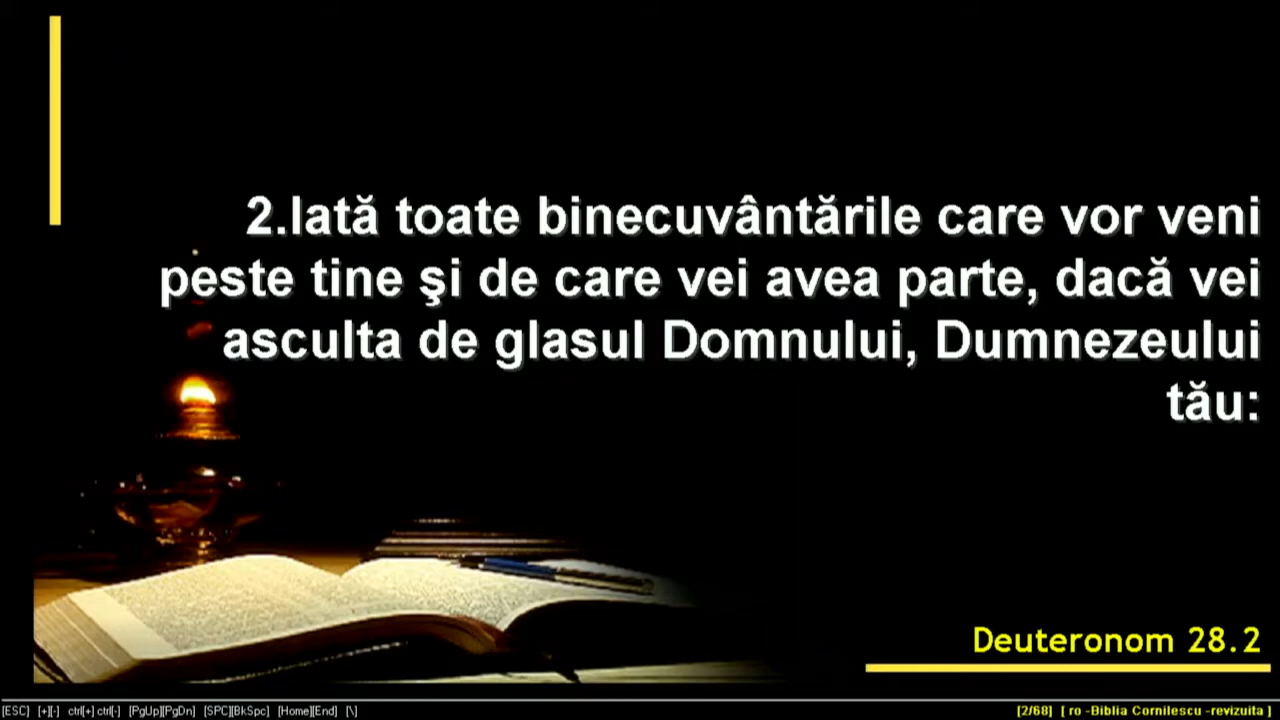 2.Iată toate binecuvântările care vor veni
peste tine şi de care vei avea parte, dacă vei
asculta de glasul Domnului, Dumnezeului
tău:
Deuteronom 28.2
[ESC] [+][-] ctrl[+] ctrl[-] [PgUp][PgDn] [SPC][BkSpc] [Home][End] [\] [2/68] [ ro -Biblia Cornilescu -revizuita ]